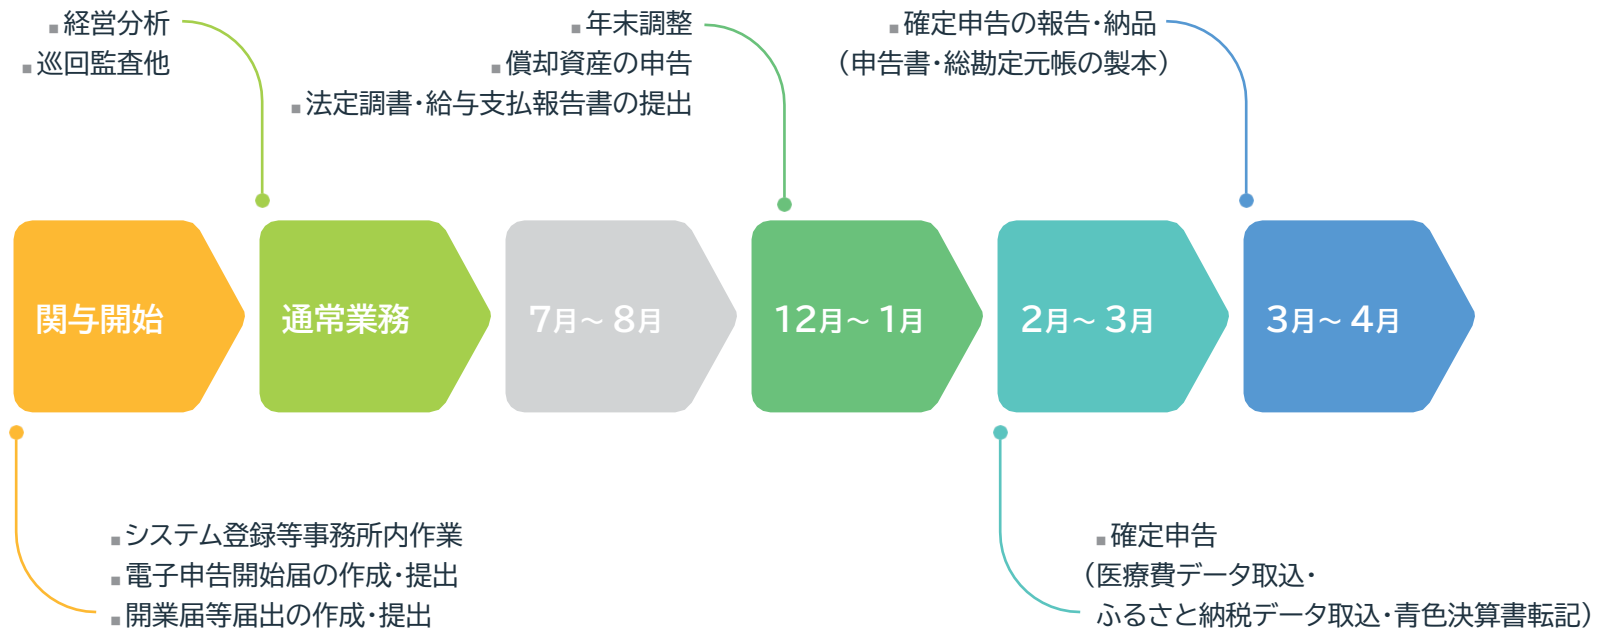 ■経営分析
■巡回監査他
■年末調整
■償却資産の申告
■法定調書・給与支払報告書の提出
■確定申告の報告・納品
（申告書・総勘定元帳の製本）
関与開始
通常業務
7月～8月
12月～1月
2月～3月
3月～4月
■システム登録等事務所内作業
■電子申告開始届の作成・提出
■開業届等届出の作成・提出
■確定申告
（医療費データ取込・
ふるさと納税データ取込・青色決算書転記）